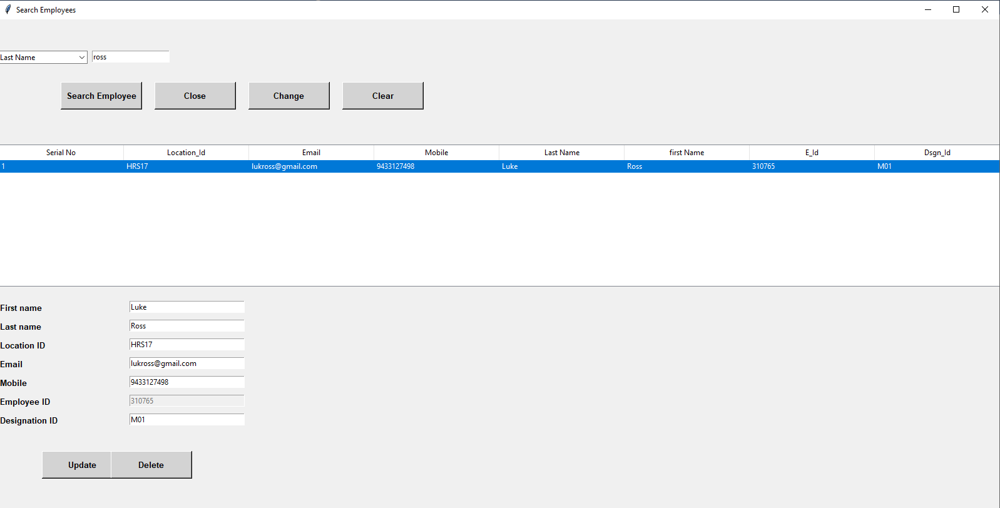 Search Employees
Last Name ross
Search Employee Close Change Clear
Serial No Location_Id Email Mobile Last Name first Name E_Id Dsgn_Id
1 HRS17 lukross@gmail.com 9433127498 Luke Ross 310765 M01
First name Luke
Last name Ross
Location ID HRS17
Email lukross@gmail.com
Mobile 9433127498
Employee ID 310765
Designation ID M01
Update Delete